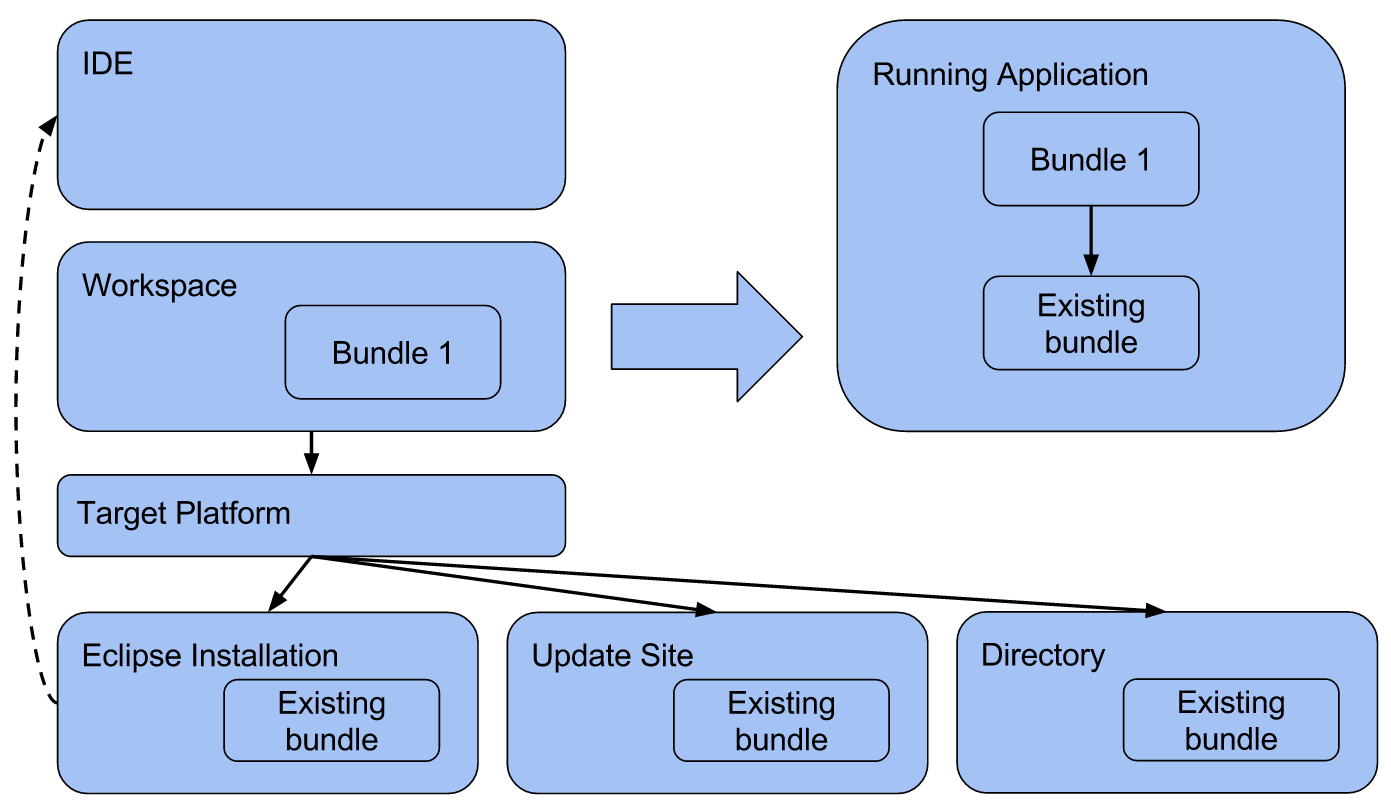 IDE
Workspace
Bundle 1
Target Platform
Running Application
Bundle 1
Existing
bundle
Eclipse Installation
Existing
bundle
Update Site
Existing
bundle
Directory
Existing
bundle